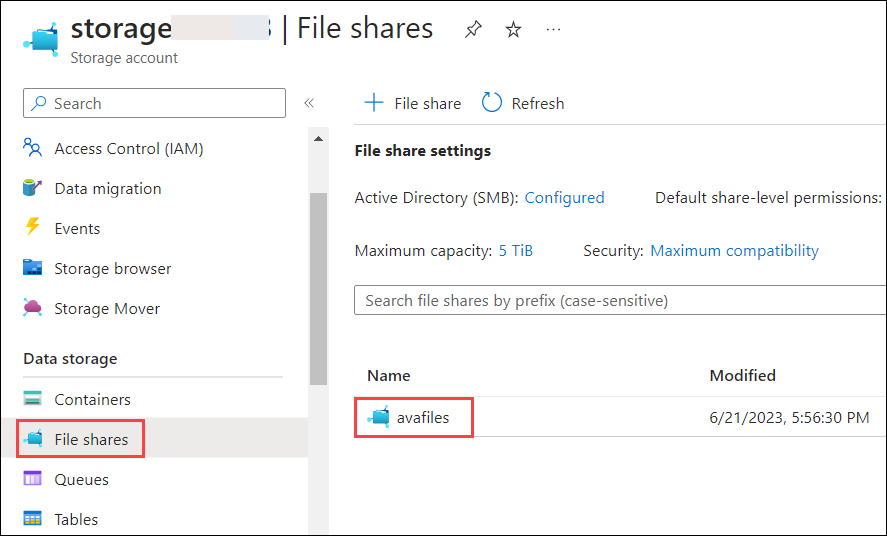 storage | File shares
Storage account
Search
«
Access Control (IAM)
Data migration
Events
Storage browser
Storage Mover
Data storage
Containers
File shares
Queues
Tables
+ File share Refresh
File share settings
Active Directory (SMB): Configured Default share-level permissions:
Maximum capacity: 5 TiB Security: Maximum compatibility
Search file shares by prefix (case-sensitive)
Name Modified
avafiles 6/21/2023, 5:56:30 PM